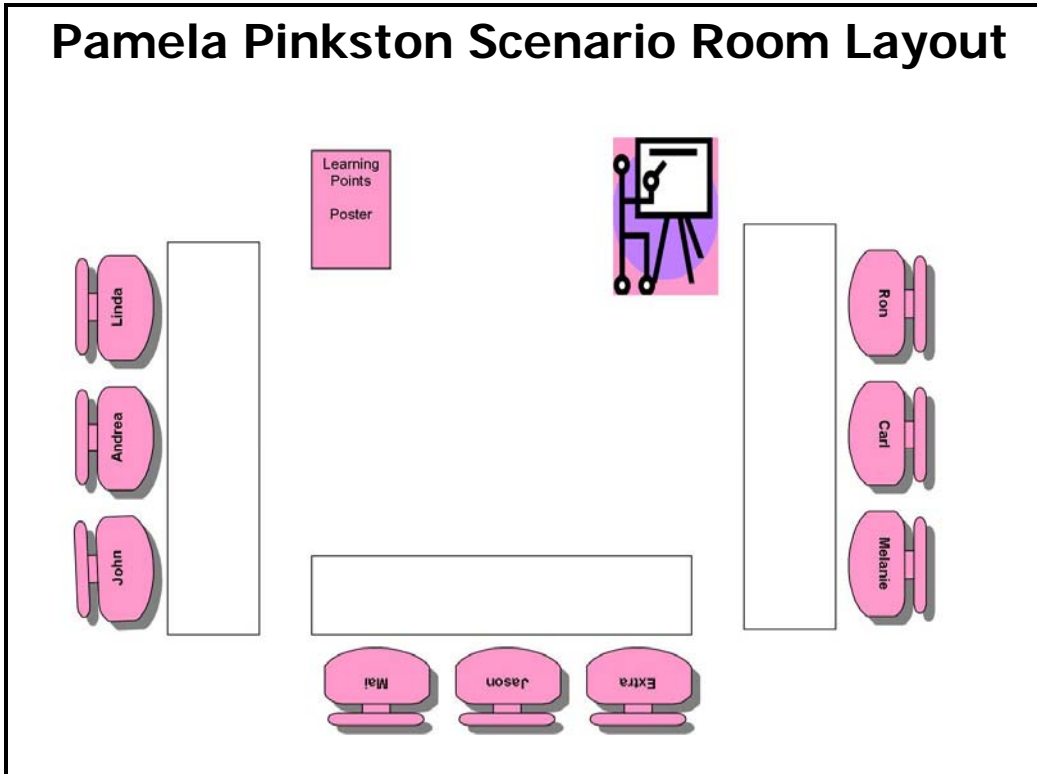 Pamela Pinkston Scenario Room Layout
Learning
Points
Poster
Linda
Andrea
John
Mai
Jason
Extra
Ron
Carl
Melanie